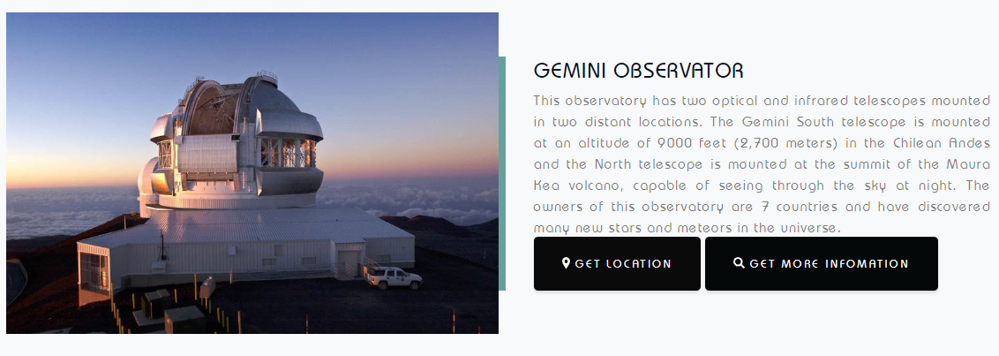 GEMINI OBSERVATOR
This observatory has two optical and infrared telescopes mounted
in two distant locations. The Gemini South telescope is mounted
at an altitude of 9000 feet (2,700 meters) in the Chilean Andes
and the North telescope is mounted at the summit of the Maura
Kea volcano, capable of seeing through the sky at night. The
owners of this observatory are 7 countries and have discovered
many new stars and meteors in the universe.
GET LOCATION GET MORE INFOMATION